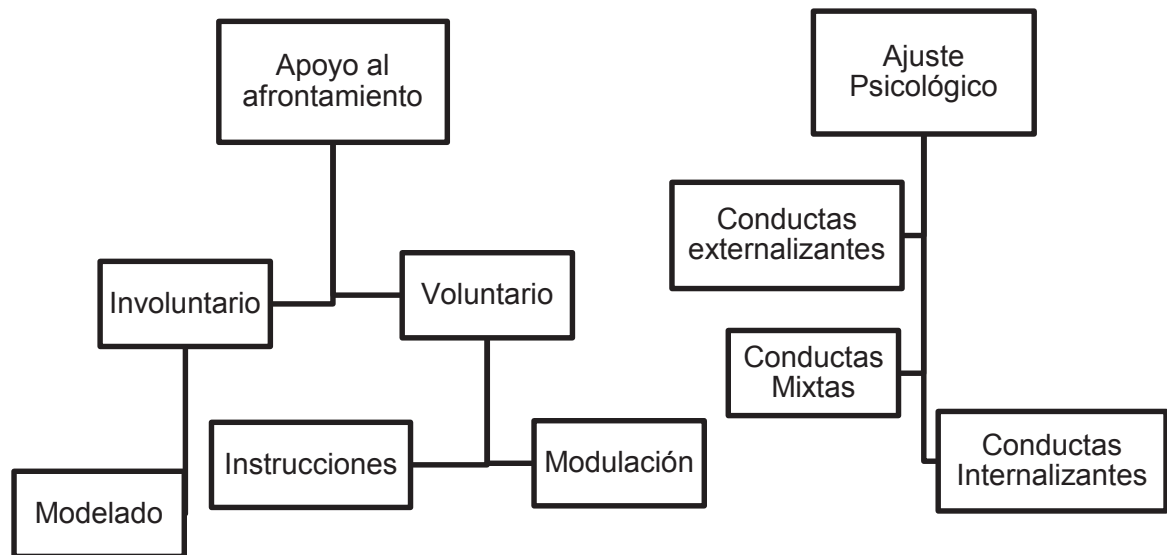 Apoyo al
afrontamiento
Involuntario
Voluntario
Modelado
Instrucciones
Modulación
Ajuste
Psicológico
Conductas
externalizantes
Conductas
Mixtas
Conductas
Internalizantes